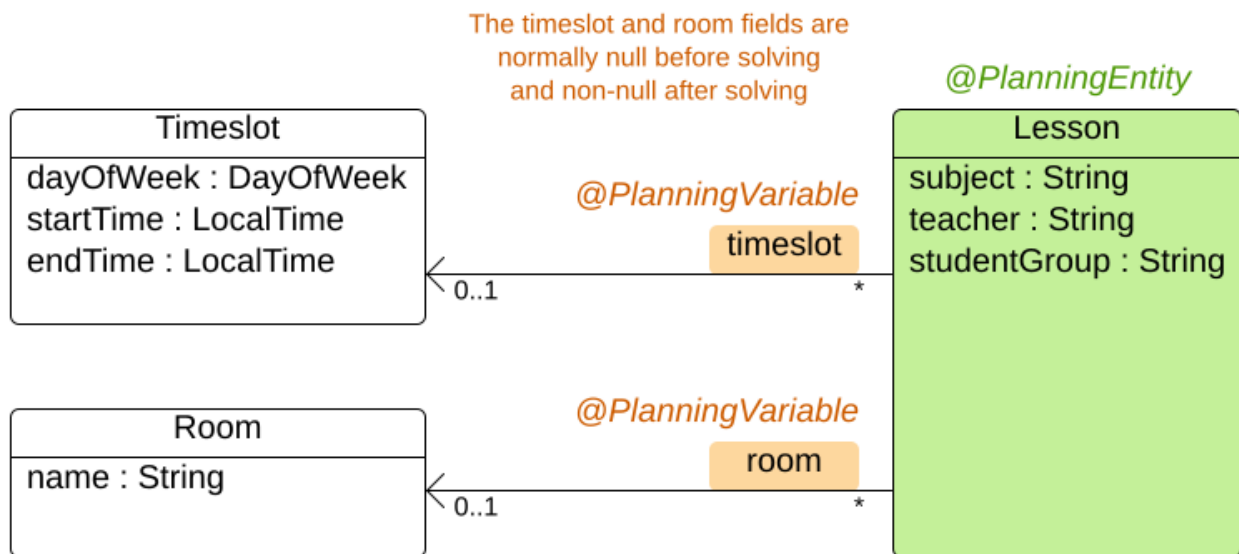 The timeslot and room fields are
normally null before solving
and non-null after solving
@PlanningEntity
Timeslot
dayOfWeek : DayOfWeek
startTime : LocalTime
endTime : LocalTime
@PlanningVariable
timeslot
0..1
*
Lesson
subject : String
teacher : String
studentGroup : String
Room
name : String
@PlanningVariable
room
0..1
*